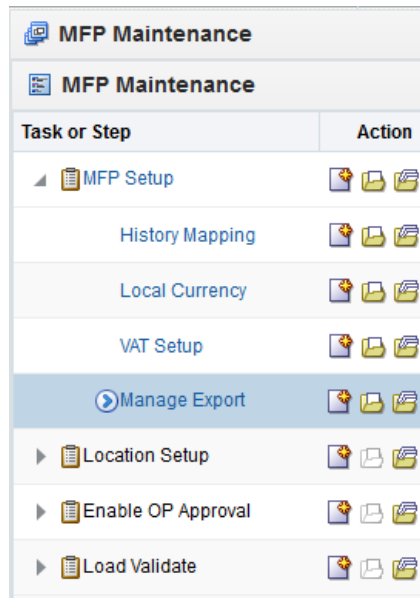 MFP Maintenance
MFP Maintenance
Task or Step Action
MFP Setup
History Mapping
Local Currency
VAT Setup
Manage Export
Location Setup
Enable OP Approval
Load Validate